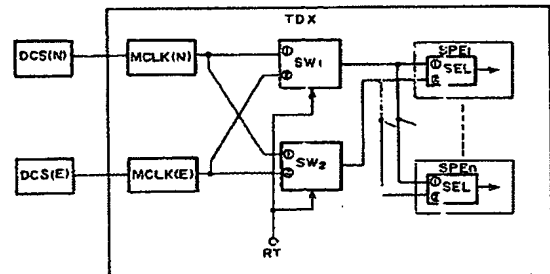 TDX
DCS(N)
MCLK(N)
SW1
SPE1
SEL
DCS(E)
MCLK(E)
SW2
SPEn
SEL
RT